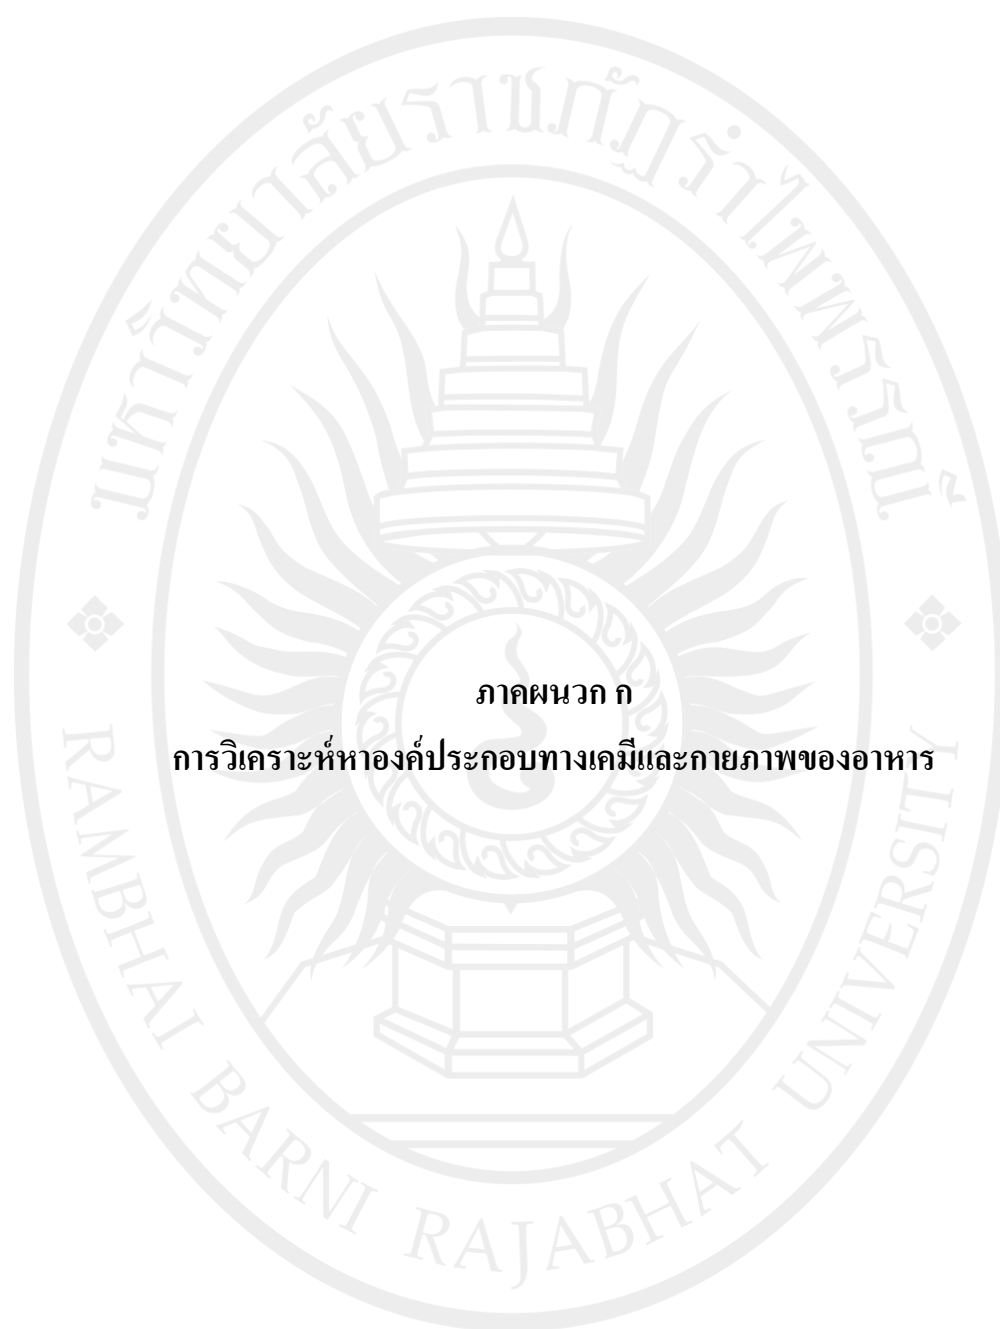 มหาวิทยาลัยราชภัฏรำไพพรรณี
ภาคผนวก ก
การวิเคราะห์หาองค์ประกอบทางเคมีและกายภาพของอาหาร
RAMBHAI BARNI RAJABHAT UNIVERSITY